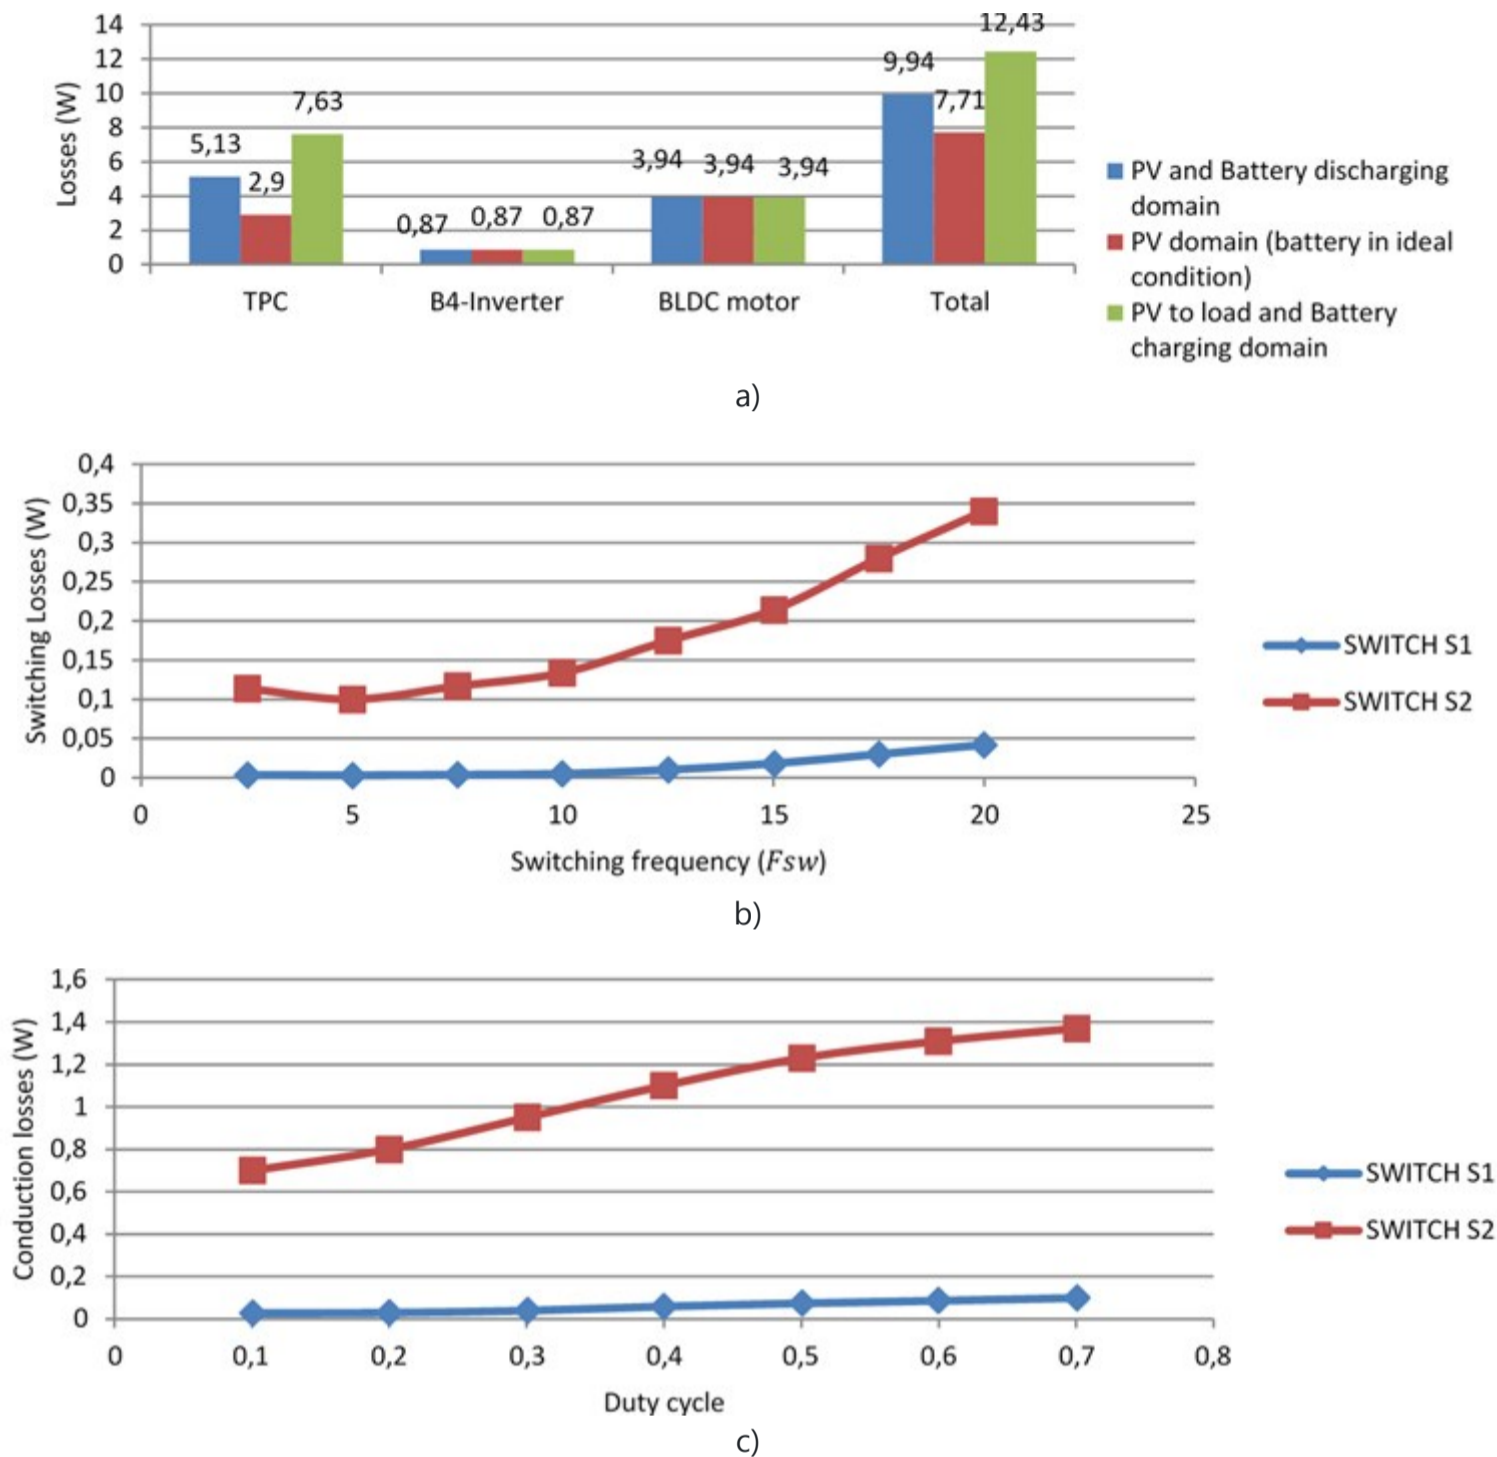 14
12
10
8
6
4
2
0
Losses (W)
5,13
2,9
7,63
0,87
0,87
0,87
3,94
3,94
3,94
9,94
7,71
12,43
TPC
B4-Inverter
BLDC motor
Total
PV and Battery discharging
domain
PV domain (battery in ideal
condition)
PV to load and Battery
charging domain
a)
0,4
0,35
0,3
0,25
0,2
0,15
0,1
0,05
0
Switching Losses (W)
0
5
10
15
20
25
Switching frequency (Fsw)
SWITCH S1
SWITCH S2
b)
1,6
1,4
1,2
1
0,8
0,6
0,4
0,2
0
Conduction losses (W)
0
0,1
0,2
0,3
0,4
0,5
0,6
0,7
0,8
Duty cycle
SWITCH S1
SWITCH S2
c)